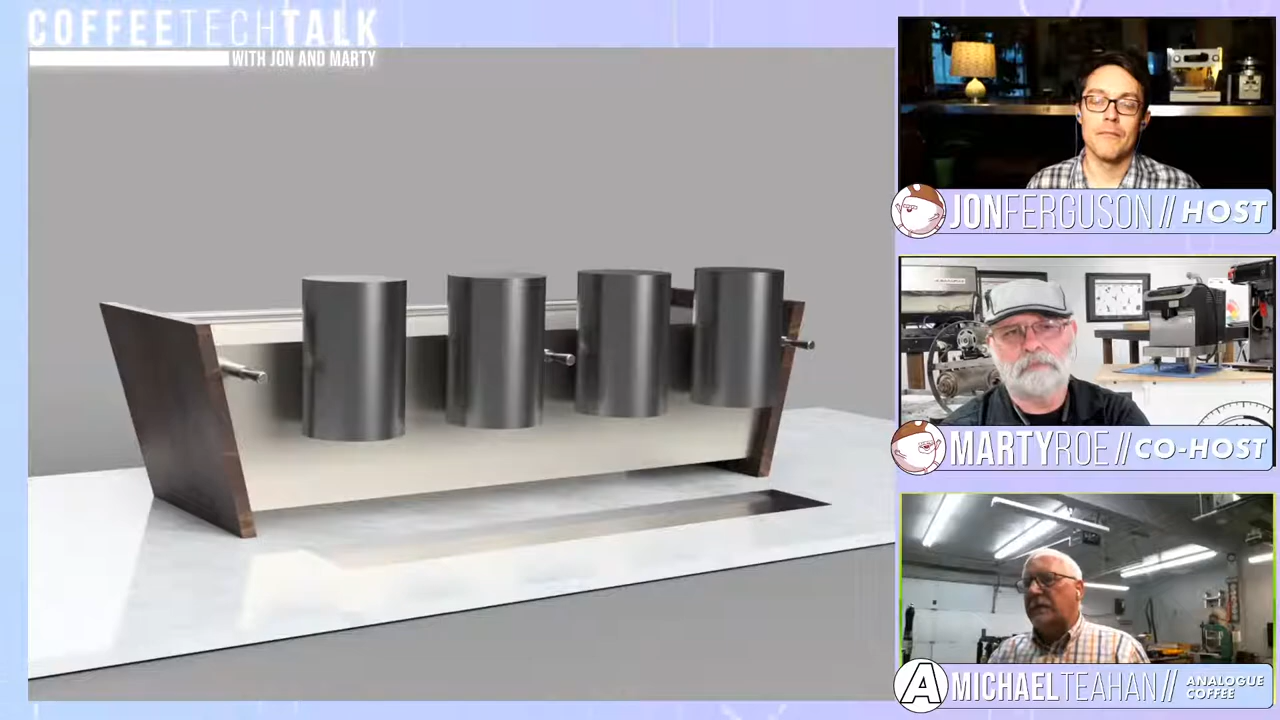 COFFEETECHTALK
WITH JON AND MARTY
JONFERGUSON // HOST
MARTYROE // CO-HOST
A MICHAELTEAHAN // ANALOGUE
COFFEE